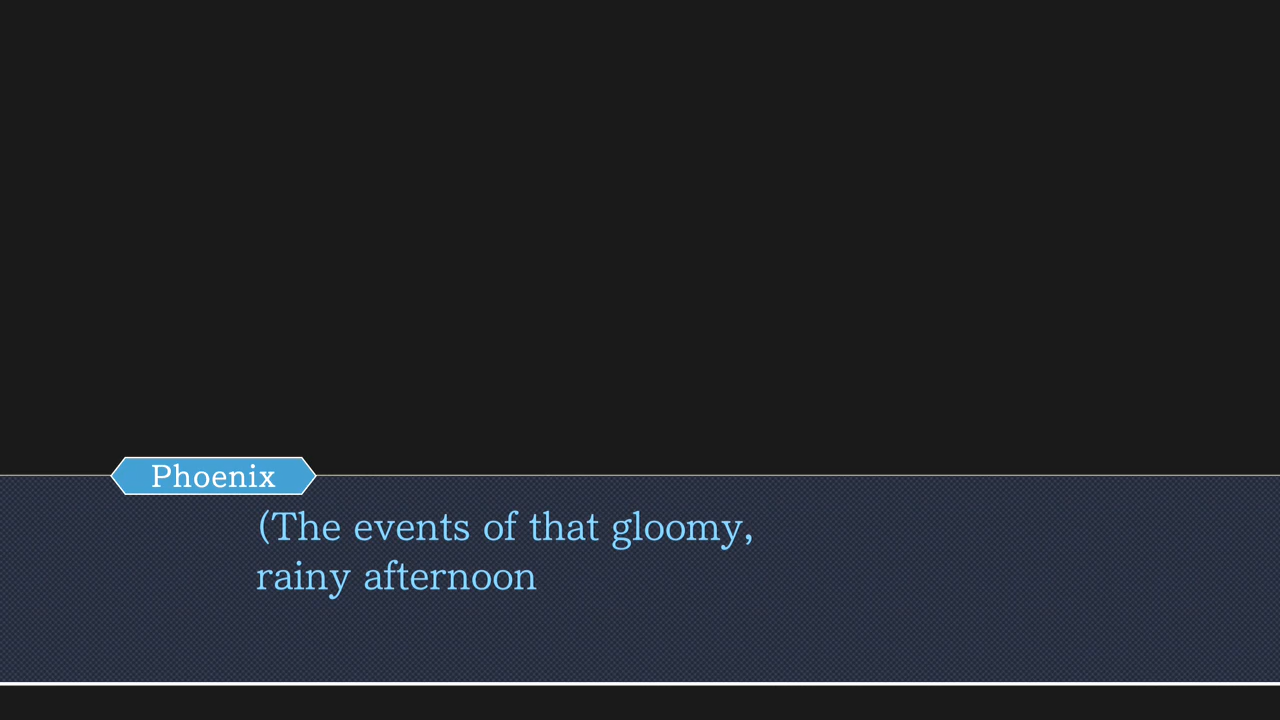 Phoenix
(The events of that gloomy,
rainy afternoon